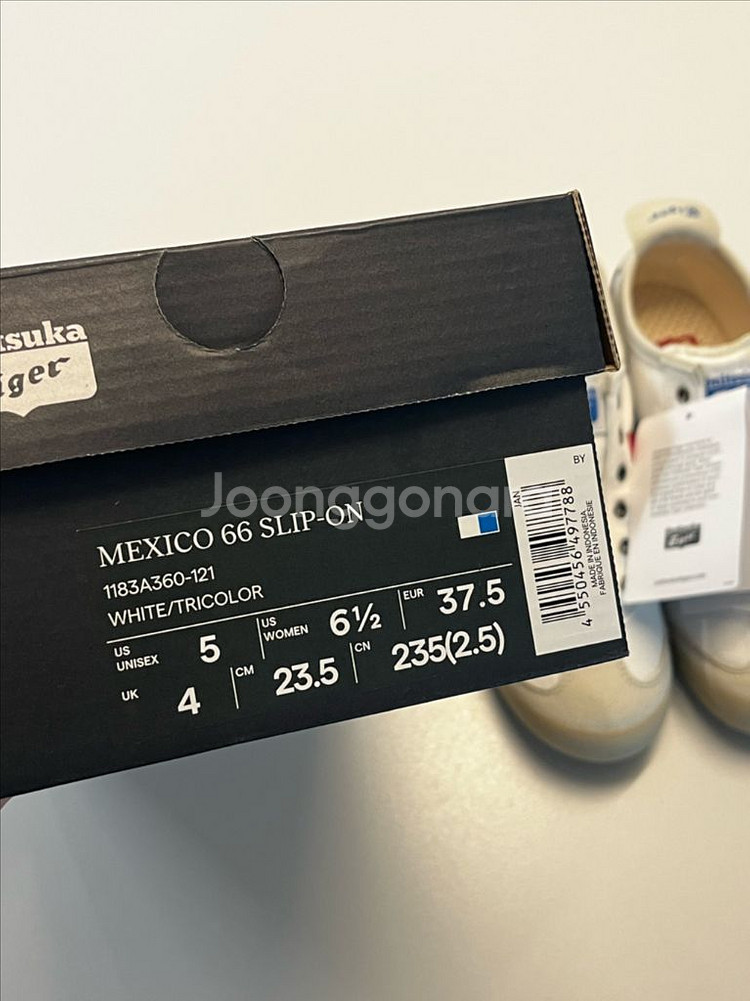 tsuka
iger
Joonggonara
BY
JAN
MEXICO 66 SLIP-ON
1183A360-121
WHITE/TRICOLOR
US UNISEX 5
US WOMEN 6½
EUR 37.5
UK 4
CM 23.5
CN 235(2.5)
4 550456 497788
MADE IN INDONESIA
FABRIQUE EN INDONESIE
Tiger